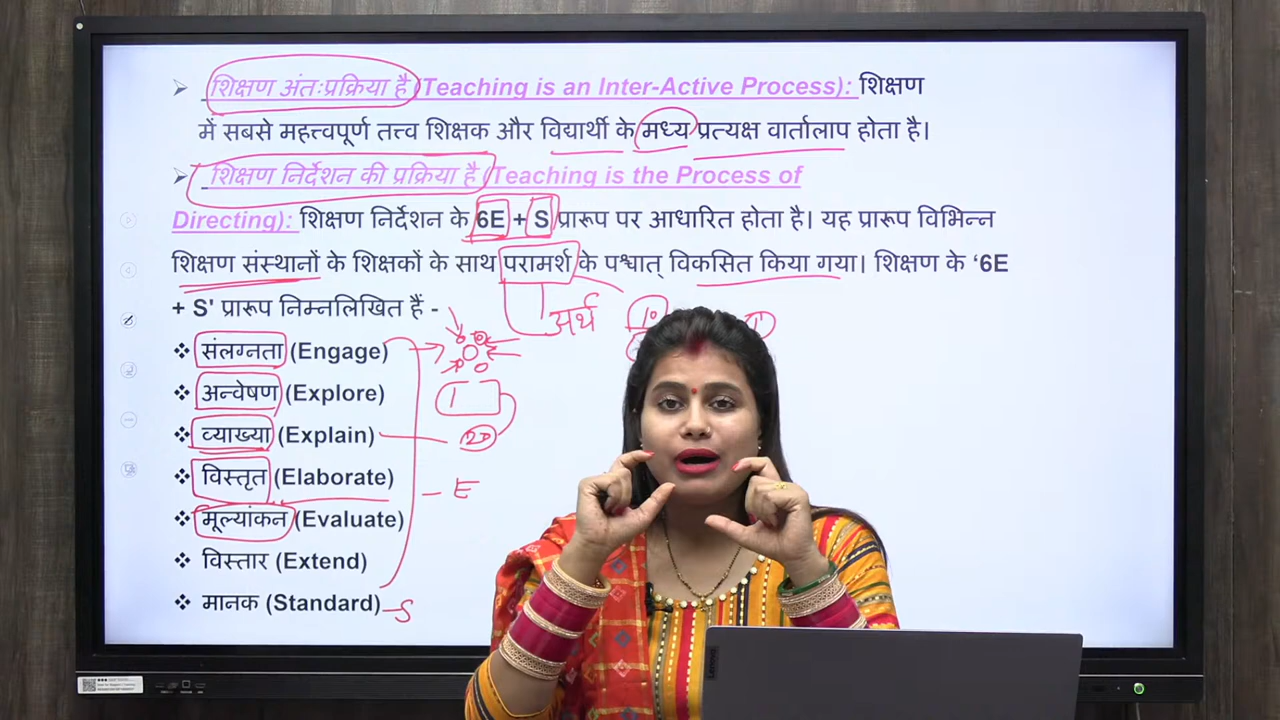 ➢ शिक्षण अंतःप्रक्रिया है (Teaching is an Inter-Active Process): शिक्षण
में सबसे महत्त्वपूर्ण तत्त्व शिक्षक और विद्यार्थी के मध्य प्रत्यक्ष वार्तालाप होता है।
➢ शिक्षण निर्देशन की प्रक्रिया है (Teaching is the Process of
Directing): शिक्षण निर्देशन के 6E + S प्रारूप पर आधारित होता है। यह प्रारूप विभिन्न
शिक्षण संस्थानों के शिक्षकों के साथ परामर्श के पश्चात् विकसित किया गया। शिक्षण के ‘6E
+ S' प्रारूप निम्नलिखित हैं -
अर्थ
❖ संलग्नता (Engage)
❖ अन्वेषण (Explore)
❖ व्याख्या (Explain)
❖ विस्तृत (Elaborate)
E
❖ मूल्यांकन (Evaluate)
❖ विस्तार (Extend)
❖ मानक (Standard)
S
Lenovo